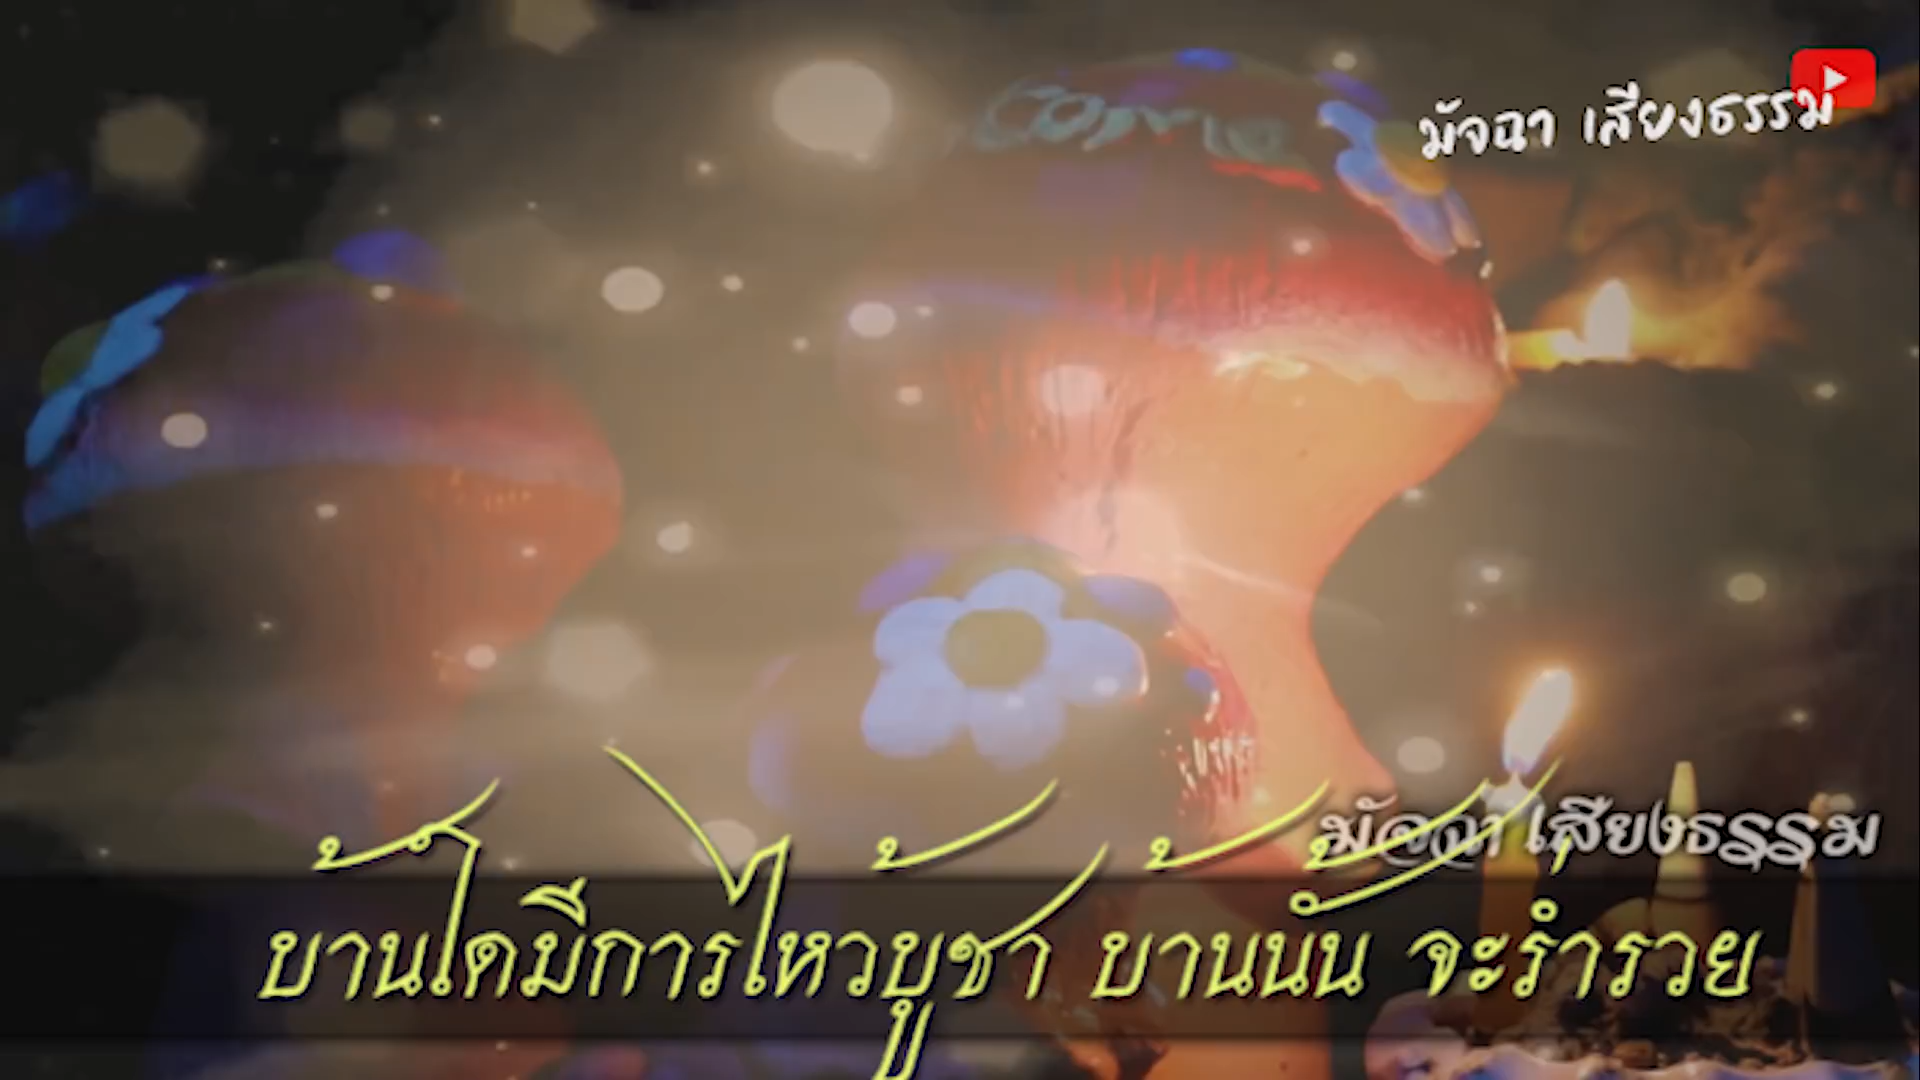 มัจฉา เสียงธรรม
มัจฉา เสียงธรรม
บ้านใดมีการไหว้บูชา บ้านนั้น จะร่ำรวย